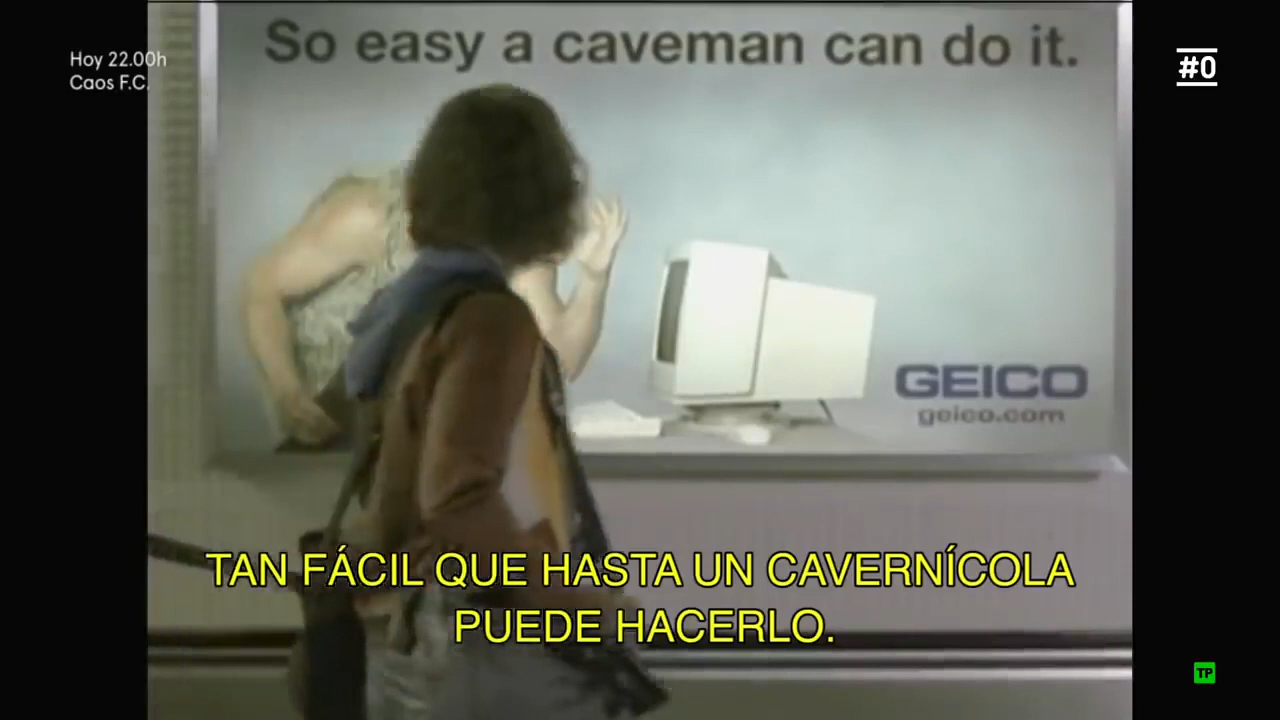 So easy a caveman can do it.
Hoy 22.00h
Caos F.C.
#0
GEICO
geico.com
TAN FÁCIL QUE HASTA UN CAVERNÍCOLA
PUEDE HACERLO.
TP